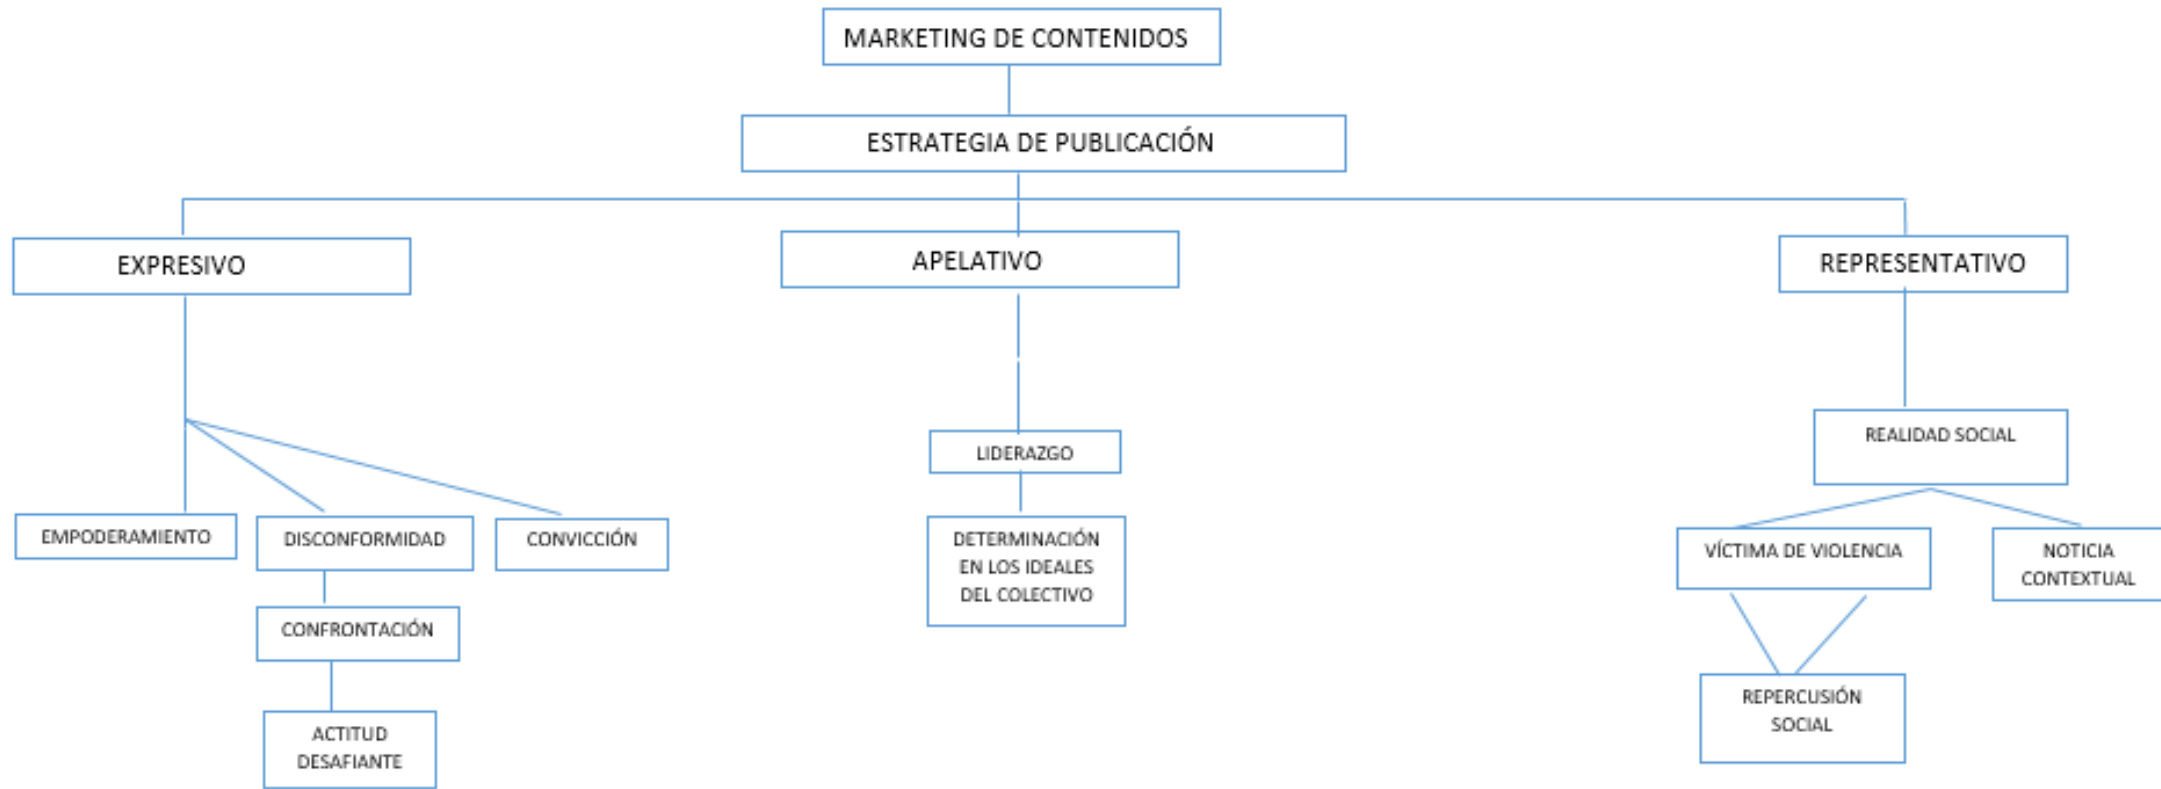 MARKETING DE CONTENIDOS
ESTRATEGIA DE PUBLICACIÓN
EXPRESIVO
APELATIVO
REPRESENTATIVO
EMPODERAMIENTO
DISCONFORMIDAD
CONVICCIÓN
CONFRONTACIÓN
ACTITUD
DESAFIANTE
LIDERAZGO
DETERMINACIÓN
EN LOS IDEALES
DEL COLECTIVO
REALIDAD SOCIAL
VÍCTIMA DE VIOLENCIA
NOTICIA
CONTEXTUAL
REPERCUSIÓN
SOCIAL